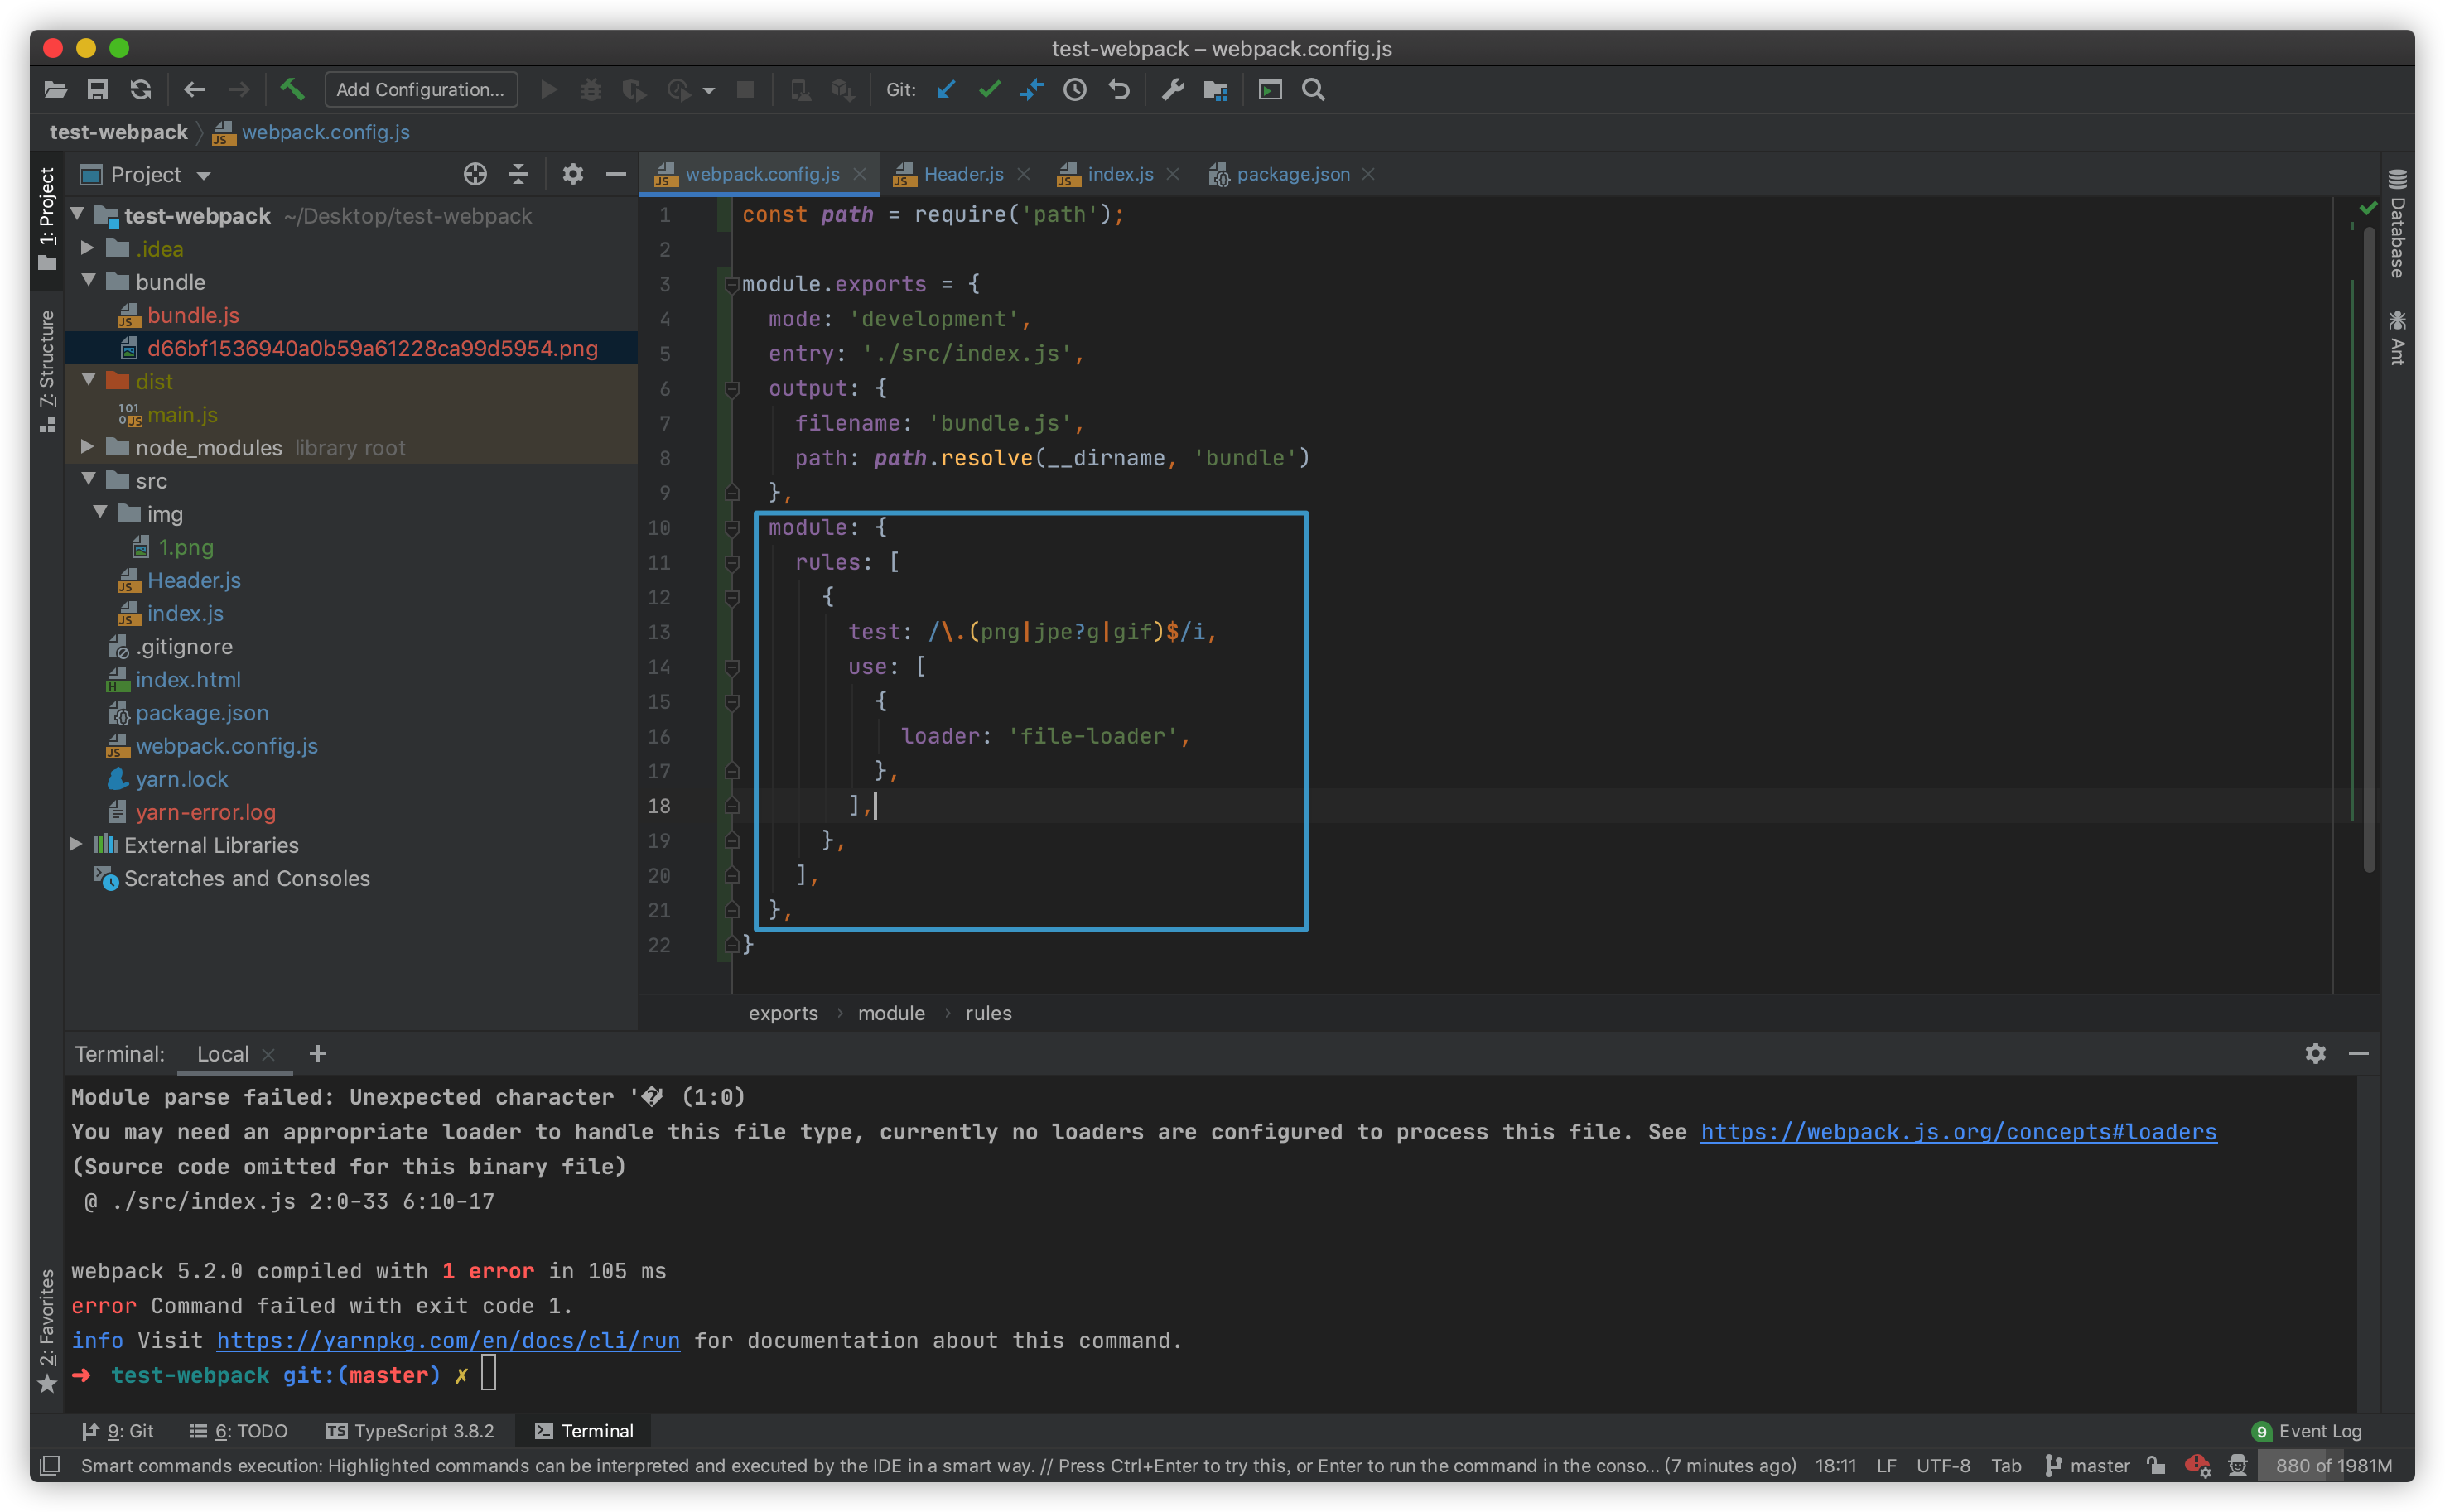 test-webpack – webpack.config.js
Add Configuration...
Git:
test-webpack
webpack.config.js
1: Project
7: Structure
2: Favorites
Project
test-webpack ~/Desktop/test-webpack
.idea
bundle
bundle.js
d66bf1536940a0b59a61228ca99d5954.png
dist
main.js
node_modules library root
src
img
1.png
Header.js
index.js
.gitignore
index.html
package.json
webpack.config.js
yarn.lock
yarn-error.log
External Libraries
Scratches and Consoles
webpack.config.js
Header.js
index.js
package.json
1 const path = require('path');
2
3 module.exports = {
4 mode: 'development',
5 entry: './src/index.js',
6 output: {
7 filename: 'bundle.js',
8 path: path.resolve(__dirname, 'bundle')
9 },
10 module: {
11 rules: [
12 {
13 test: /\.(png|jpe?g|gif)$/i,
14 use: [
15 {
16 loader: 'file-loader',
17 },
18 ],
19 },
20 ],
21 },
22 }
exports › module › rules
Database
Ant
Terminal: Local
Module parse failed: Unexpected character '� (1:0)
You may need an appropriate loader to handle this file type, currently no loaders are configured to process this file. See https://webpack.js.org/concepts#loaders
(Source code omitted for this binary file)
@ ./src/index.js 2:0-33 6:10-17
webpack 5.2.0 compiled with 1 error in 105 ms
error Command failed with exit code 1.
info Visit https://yarnpkg.com/en/docs/cli/run for documentation about this command.
➜ test-webpack git:(master) ✗
9: Git
6: TODO
TypeScript 3.8.2
Terminal
9 Event Log
Smart commands execution: Highlighted commands can be interpreted and executed by the IDE in a smart way. // Press Ctrl+Enter to try this, or Enter to run the command in the conso... (7 minutes ago)
18:11 LF UTF-8 Tab master 880 of 1981M